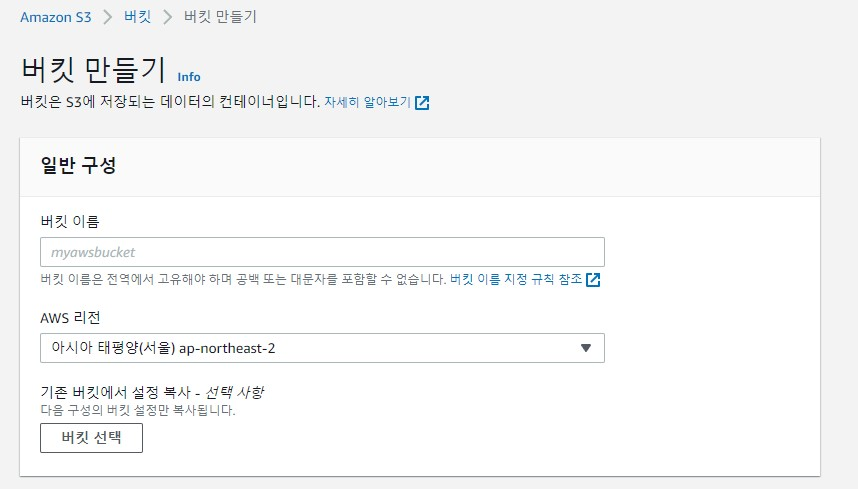 Amazon S3 > 버킷 > 버킷 만들기
버킷 만들기 Info
버킷은 S3에 저장되는 데이터의 컨테이너입니다. 자세히 알아보기
일반 구성
버킷 이름
myawsbucket
버킷 이름은 전역에서 고유해야 하며 공백 또는 대문자를 포함할 수 없습니다. 버킷 이름 지정 규칙 참조
AWS 리전
아시아 태평양(서울) ap-northeast-2
기존 버킷에서 설정 복사 - 선택 사항
다음 구성의 버킷 설정만 복사됩니다.
버킷 선택